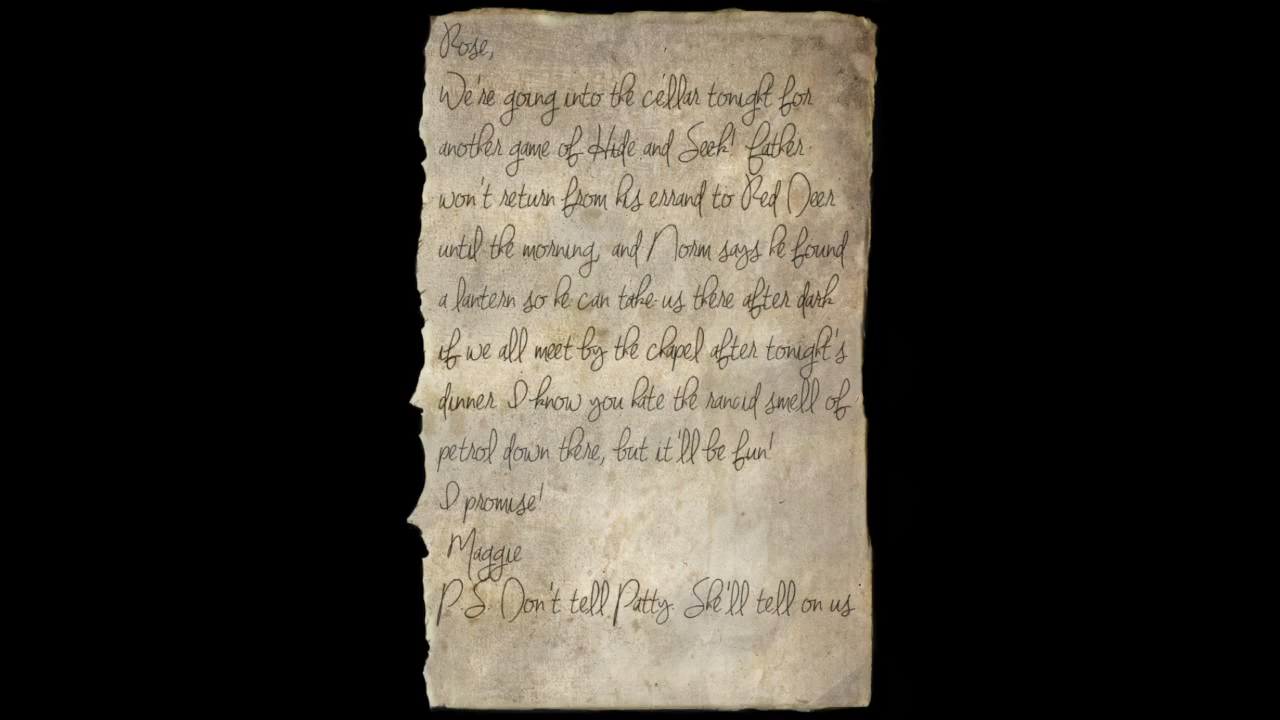 Rose,
We're going into the cellar tonight for
another game of Hide and Seek! Father
won't return from his errand to Red Deer
until the morning, and Norm says he found
a lantern so he can take us there after dark
if we all meet by the chapel after tonight's
dinner. I know you hate the rancid smell of
petrol down there, but it'll be fun!
I promise!
Maggie
P.S. Don't tell Patty. She'll tell on us